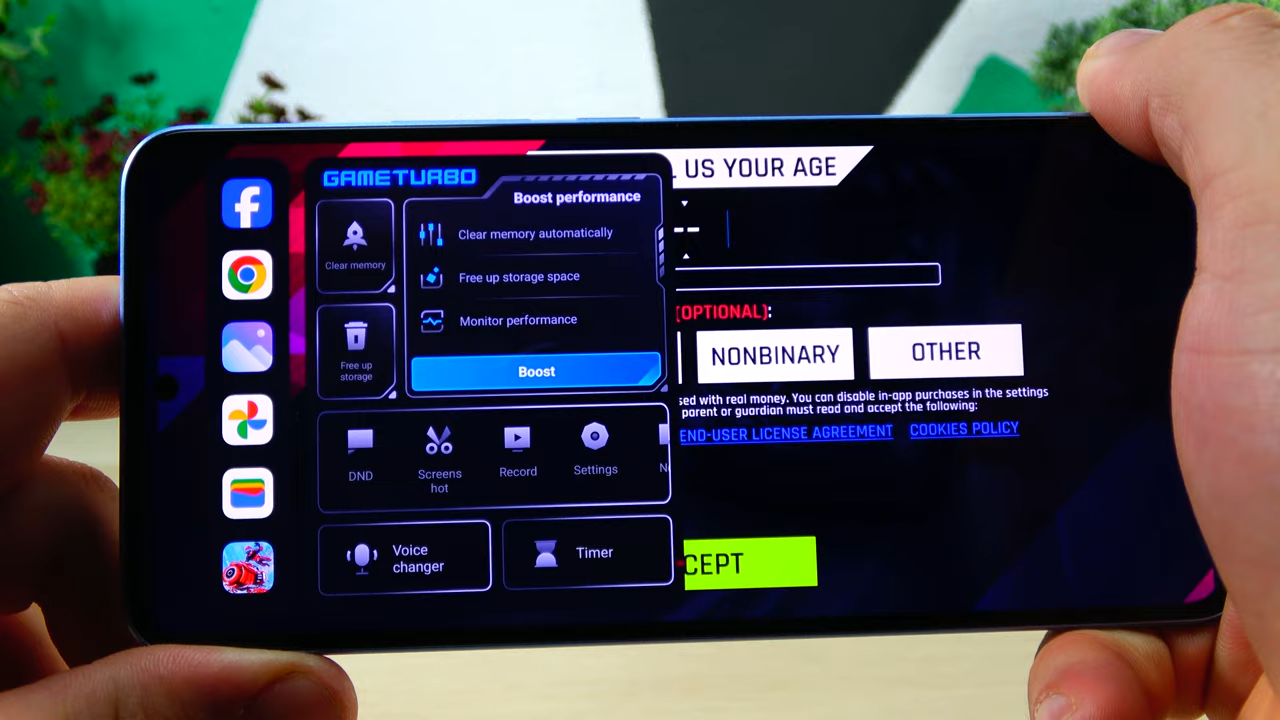 GAMETURBO
Boost performance
Clear memory
Clear memory automatically
Free up storage space
Monitor performance
Free up
storage
Boost
DND
Screens
hot
Record
Settings
Voice
changer
Timer
US YOUR AGE
--
(OPTIONAL):
NONBINARY
OTHER
sed with real money. You can disable in-app purchases in the settings
parent or guardian must read and accept the following:
END-USER LICENSE AGREEMENT
COOKIES POLICY
CEPT